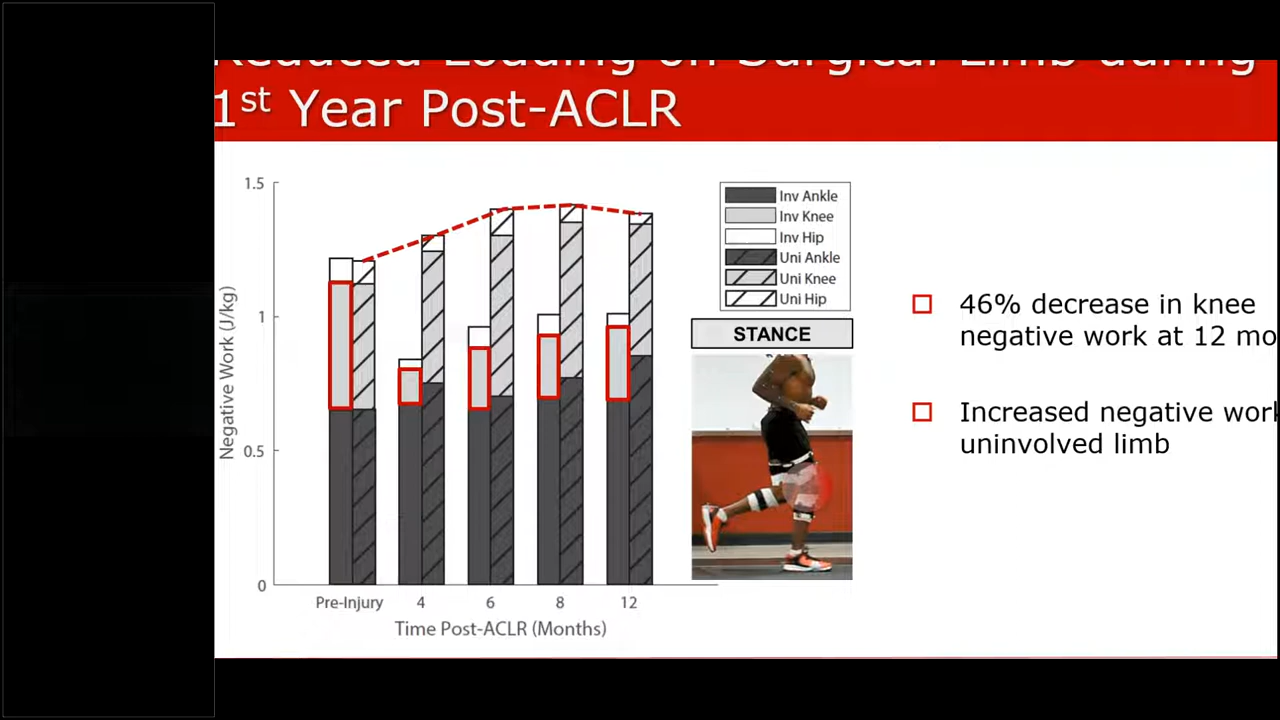 Reduced Loading on Surgical Limb during
1st Year Post-ACLR
1.5
1
0.5
0
Negative Work (J/kg)
Pre-Injury
4
6
8
12
Time Post-ACLR (Months)
Inv Ankle
Inv Knee
Inv Hip
Uni Ankle
Uni Knee
Uni Hip
STANCE
46% decrease in knee
negative work at 12 mo
Increased negative work
uninvolved limb